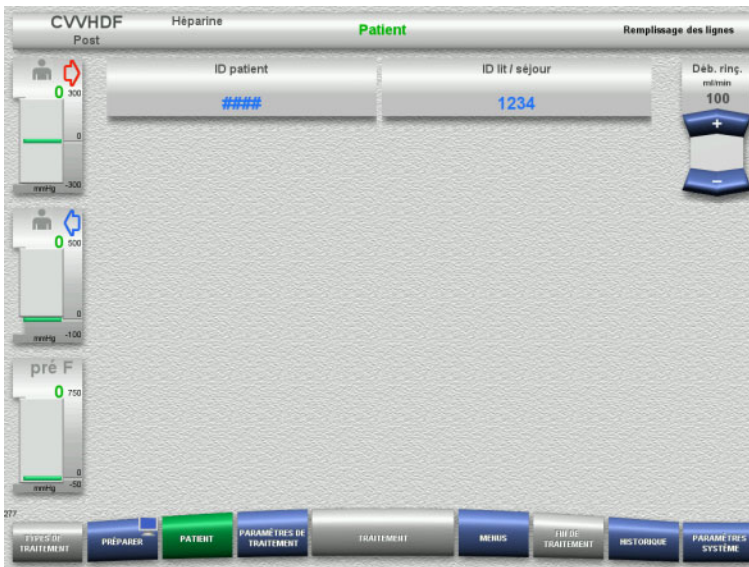 CVVHDF
Post
Héparine
Patient
Remplissage des lignes
ID patient
####
ID lit / séjour
1234
Déb. rinç.
ml/min
100
+
−
0
300
0
-300
mmHg
0
500
0
-100
mmHg
pré F
0
750
0
-50
mmHg
277
TYPES DE
TRAITEMENT
PRÉPARER
PATIENT
PARAMÈTRES DE
TRAITEMENT
TRAITEMENT
MENUS
FIN DE
TRAITEMENT
HISTORIQUE
PARAMÈTRES
SYSTÈME